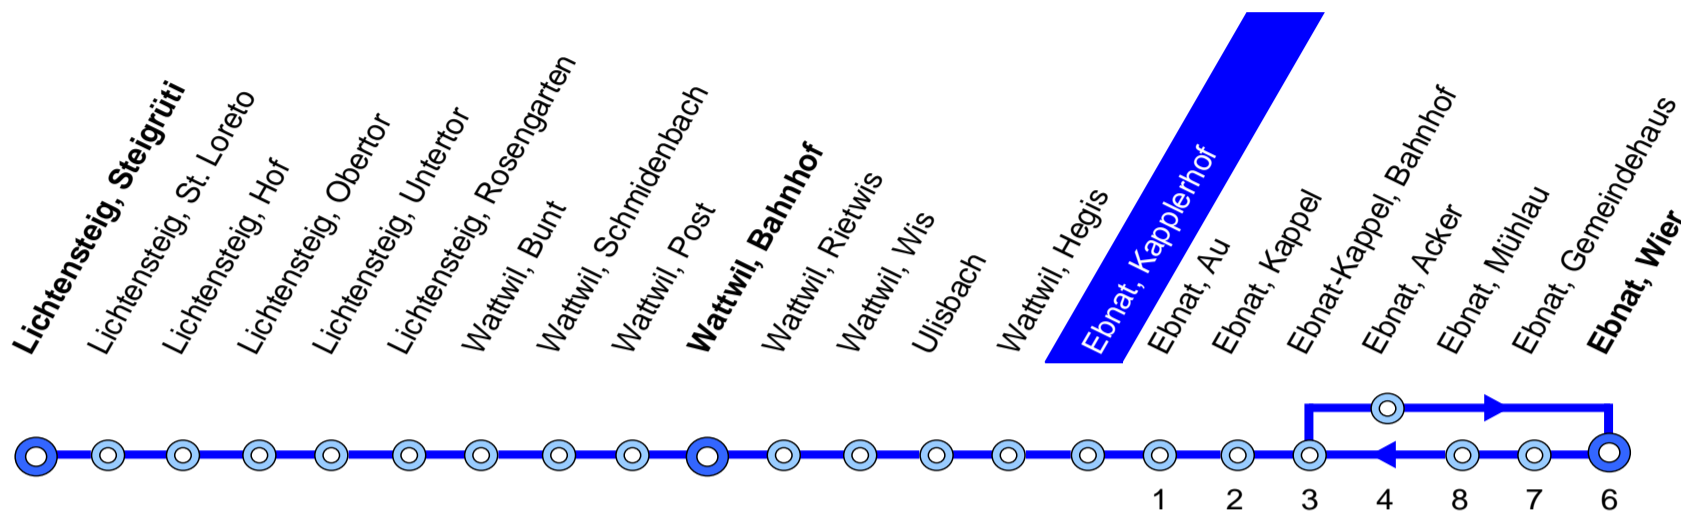 Lichtensteig, Steigrüti
Lichtensteig, St. Loreto
Lichtensteig, Hof
Lichtensteig, Obertor
Lichtensteig, Untertor
Lichtensteig, Rosengarten
Wattwil, Bunt
Wattwil, Schmidenbach
Wattwil, Post
Wattwil, Bahnhof
Wattwil, Rietwis
Wattwil, Wis
Ulisbach
Wattwil, Hegis
Ebnat, Kapplerhof
Ebnat, Au
Ebnat, Kappel
Ebnat-Kappel, Bahnhof
Ebnat, Acker
Ebnat, Mühlau
Ebnat, Gemeindehaus
Ebnat, Wier
1 2 3 4 8 7 6